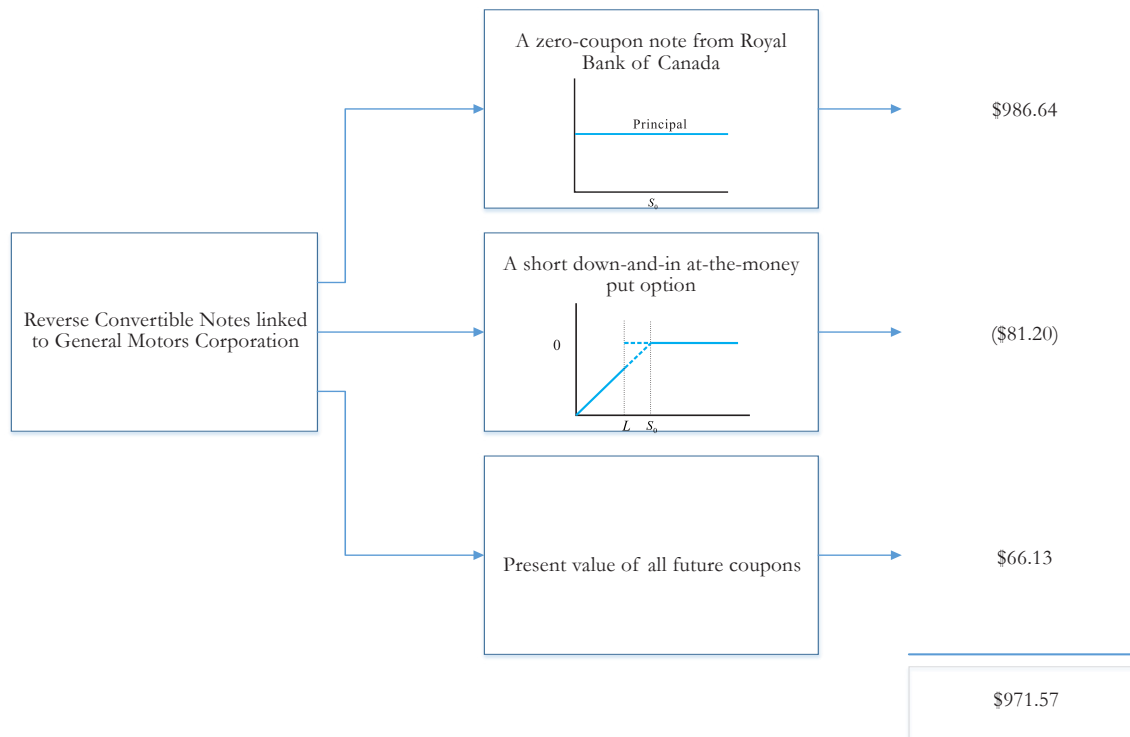 A zero-coupon note from Royal
Bank of Canada
Principal
S₀
$986.64
Reverse Convertible Notes linked
to General Motors Corporation
A short down-and-in at-the-money
put option
0
L S₀
($81.20)
Present value of all future coupons
$66.13
$971.57